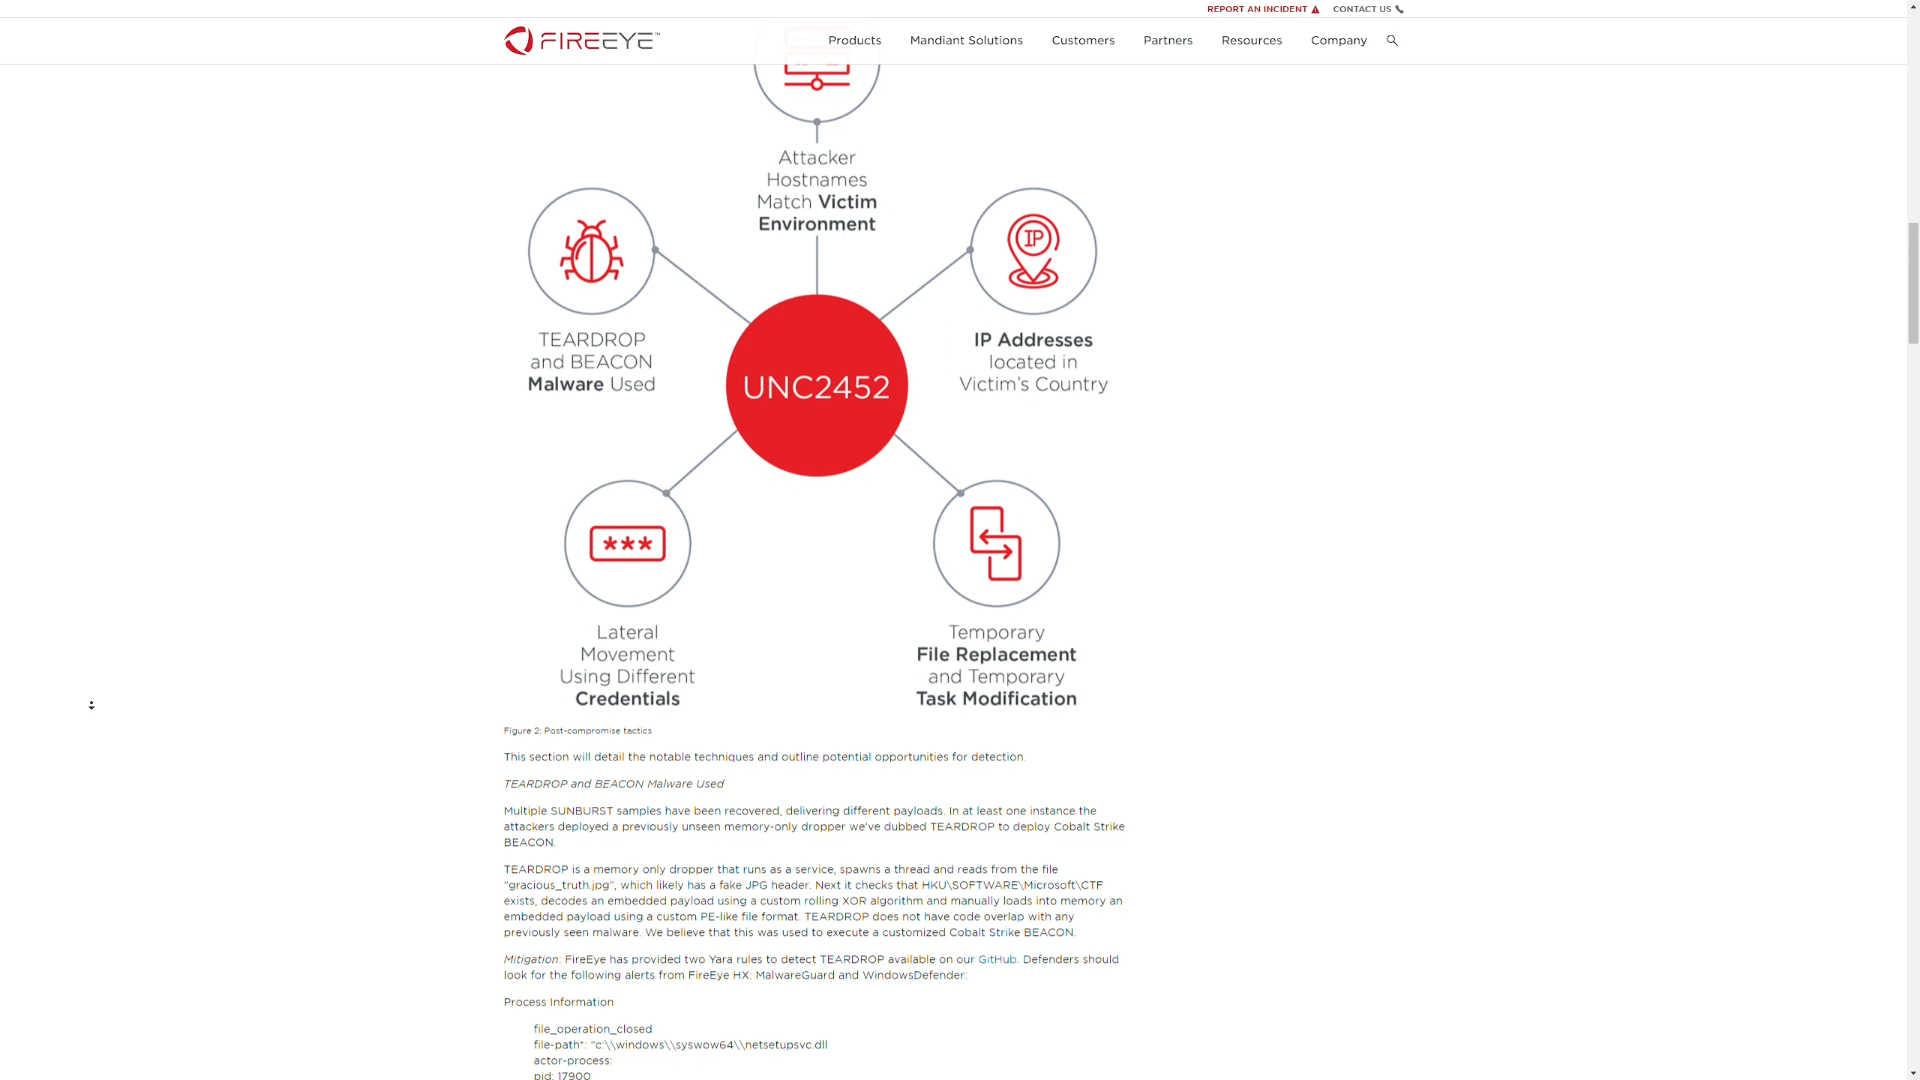 REPORT AN INCIDENT
CONTACT US
FIREEYE™
Products
Mandiant Solutions
Customers
Partners
Resources
Company
Attacker
Hostnames
Match Victim
Environment
IP
TEARDROP
and BEACON
Malware Used
IP Addresses
located in
Victim's Country
UNC2452
***
Lateral
Movement
Using Different
Credentials
Temporary
File Replacement
and Temporary
Task Modification
Figure 2: Post-compromise tactics
This section will detail the notable techniques and outline potential opportunities for detection.
TEARDROP and BEACON Malware Used
Multiple SUNBURST samples have been recovered, delivering different payloads. In at least one instance the
attackers deployed a previously unseen memory-only dropper we've dubbed TEARDROP to deploy Cobalt Strike
BEACON.
TEARDROP is a memory only dropper that runs as a service, spawns a thread and reads from the file
"gracious_truth.jpg", which likely has a fake JPG header. Next it checks that HKU\SOFTWARE\Microsoft\CTF
exists, decodes an embedded payload using a custom rolling XOR algorithm and manually loads into memory an
embedded payload using a custom PE-like file format. TEARDROP does not have code overlap with any
previously seen malware. We believe that this was used to execute a customized Cobalt Strike BEACON.
Mitigation: FireEye has provided two Yara rules to detect TEARDROP available on our GitHub. Defenders should
look for the following alerts from FireEye HX: MalwareGuard and WindowsDefender:
Process Information
file_operation_closed
file-path*: "c:\\windows\\syswow64\\netsetupsvc.dll
actor-process:
pid: 17900